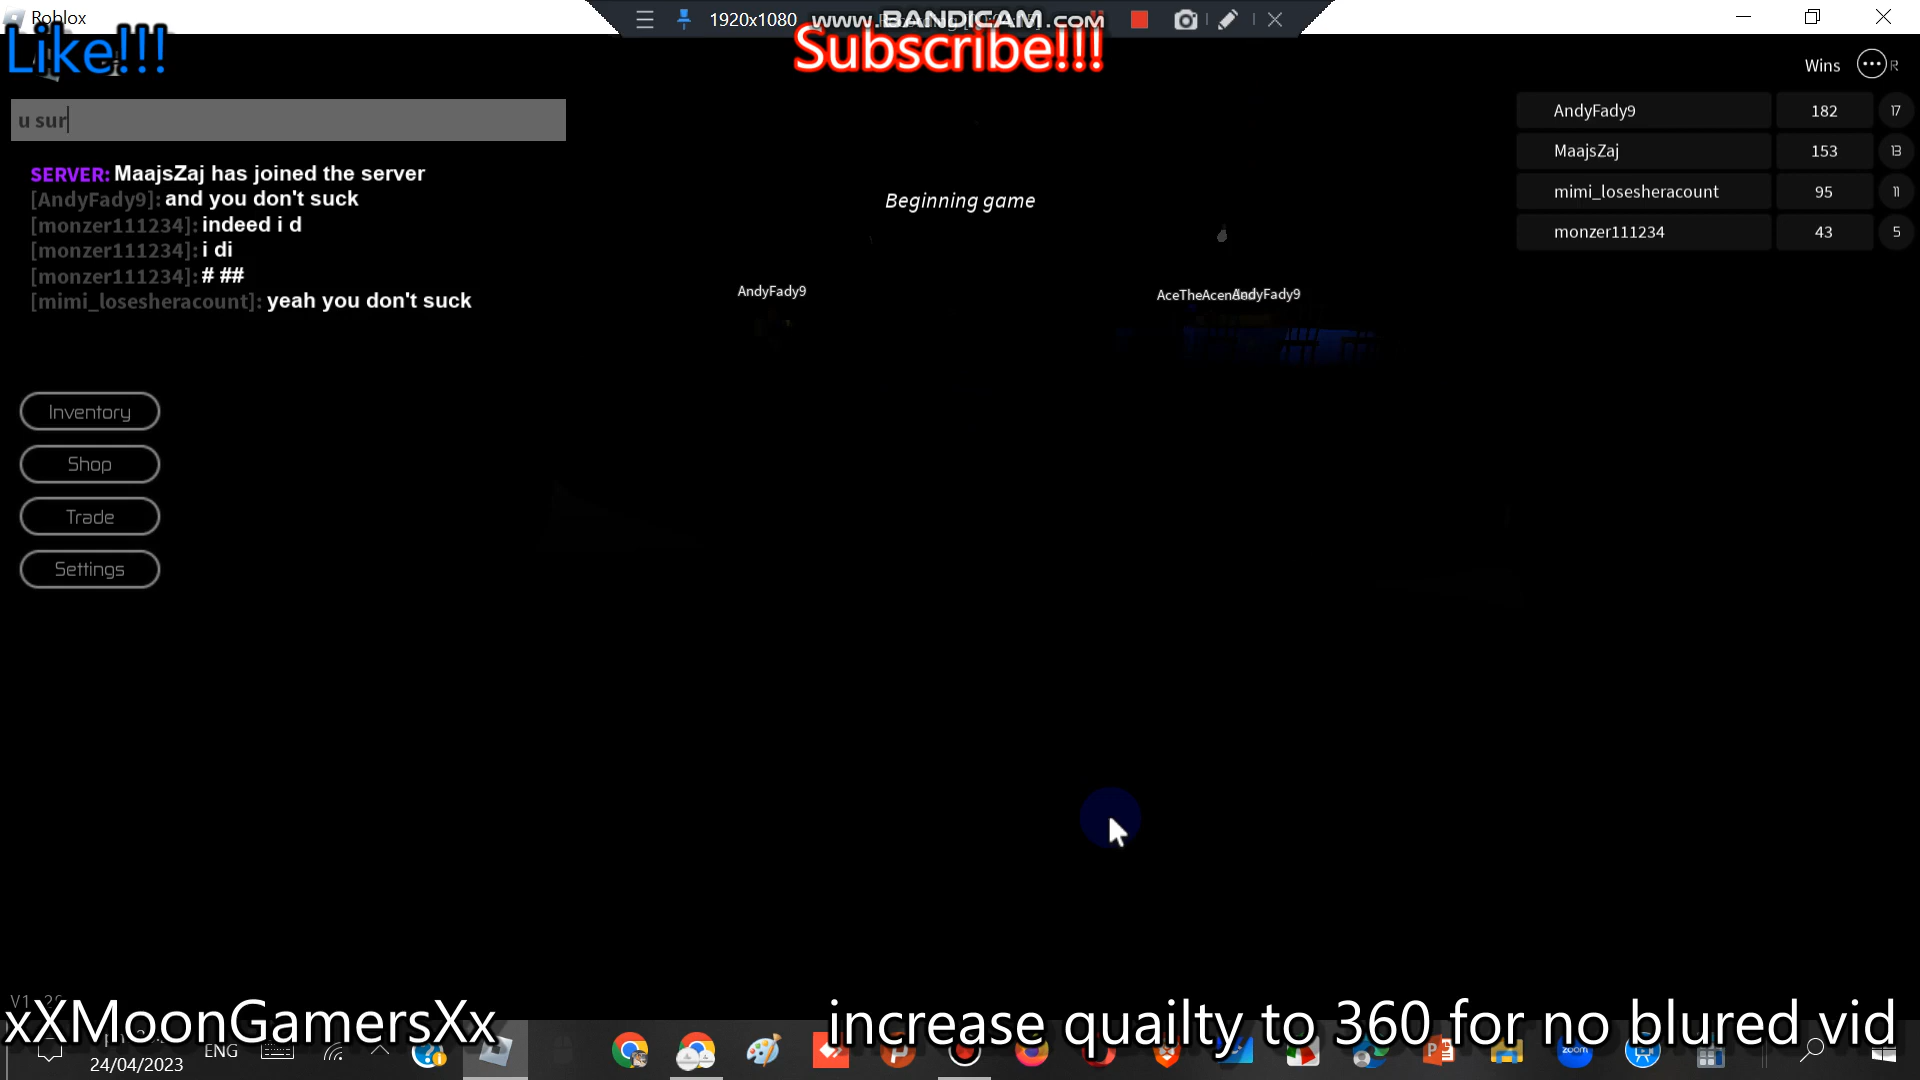 Roblox
1920x1080
www.BANDICAM.com
Like!!!
Subscribe!!!
Wins
u sur
AndyFady9 182 17
MaajsZaj 153 13
mimi_losesheracount 95 11
monzer111234 43 5
SERVER: MaajsZaj has joined the server
[AndyFady9]: and you don't suck
[monzer111234]: indeed i d
[monzer111234]: i di
[monzer111234]: # ##
[mimi_losesheracount]: yeah you don't suck
Beginning game
AndyFady9
AndyFady9
Inventory
Shop
Trade
Settings
xXMoonGamersXx
increase quailty to 360 for no blured vid
ENG
24/04/2023
zoom